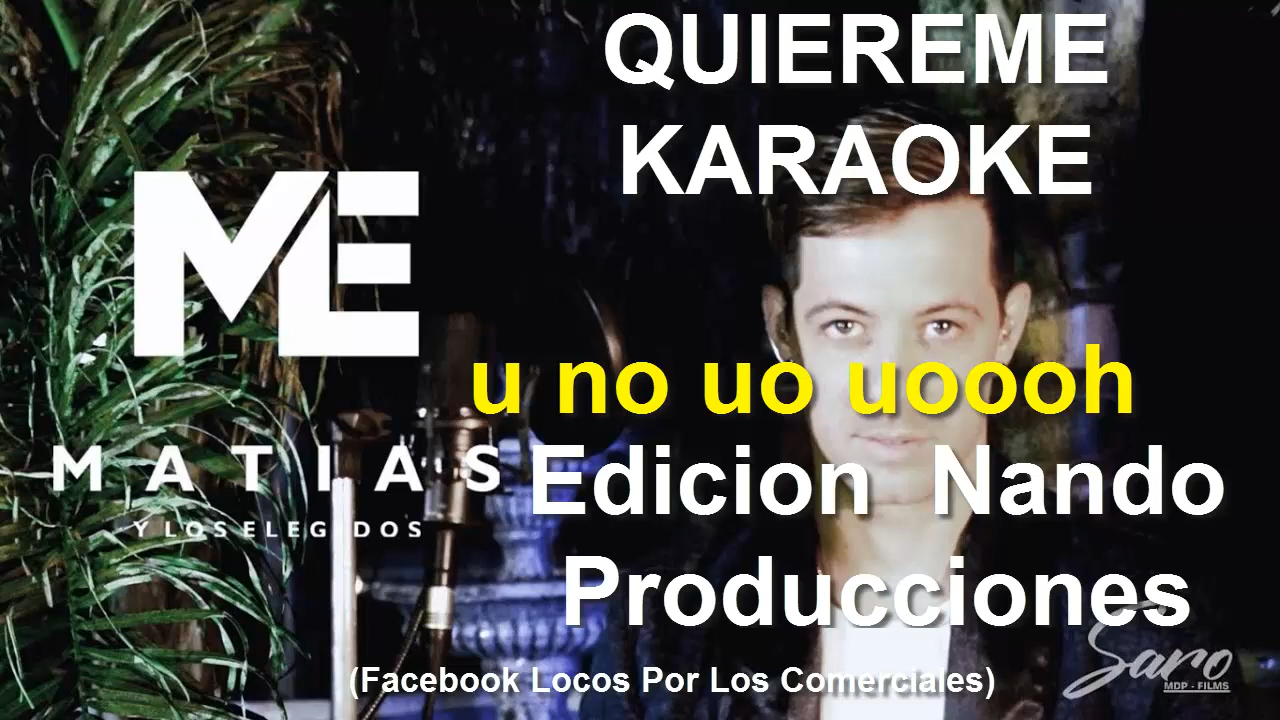 QUIEREME
KARAOKE
ME
u no uo uoooh
MATIAS
Y LOS ELEGIDOS
Edicion Nando
Producciones
(Facebook Locos Por Los Comerciales)
Saro
MDP - FILMS